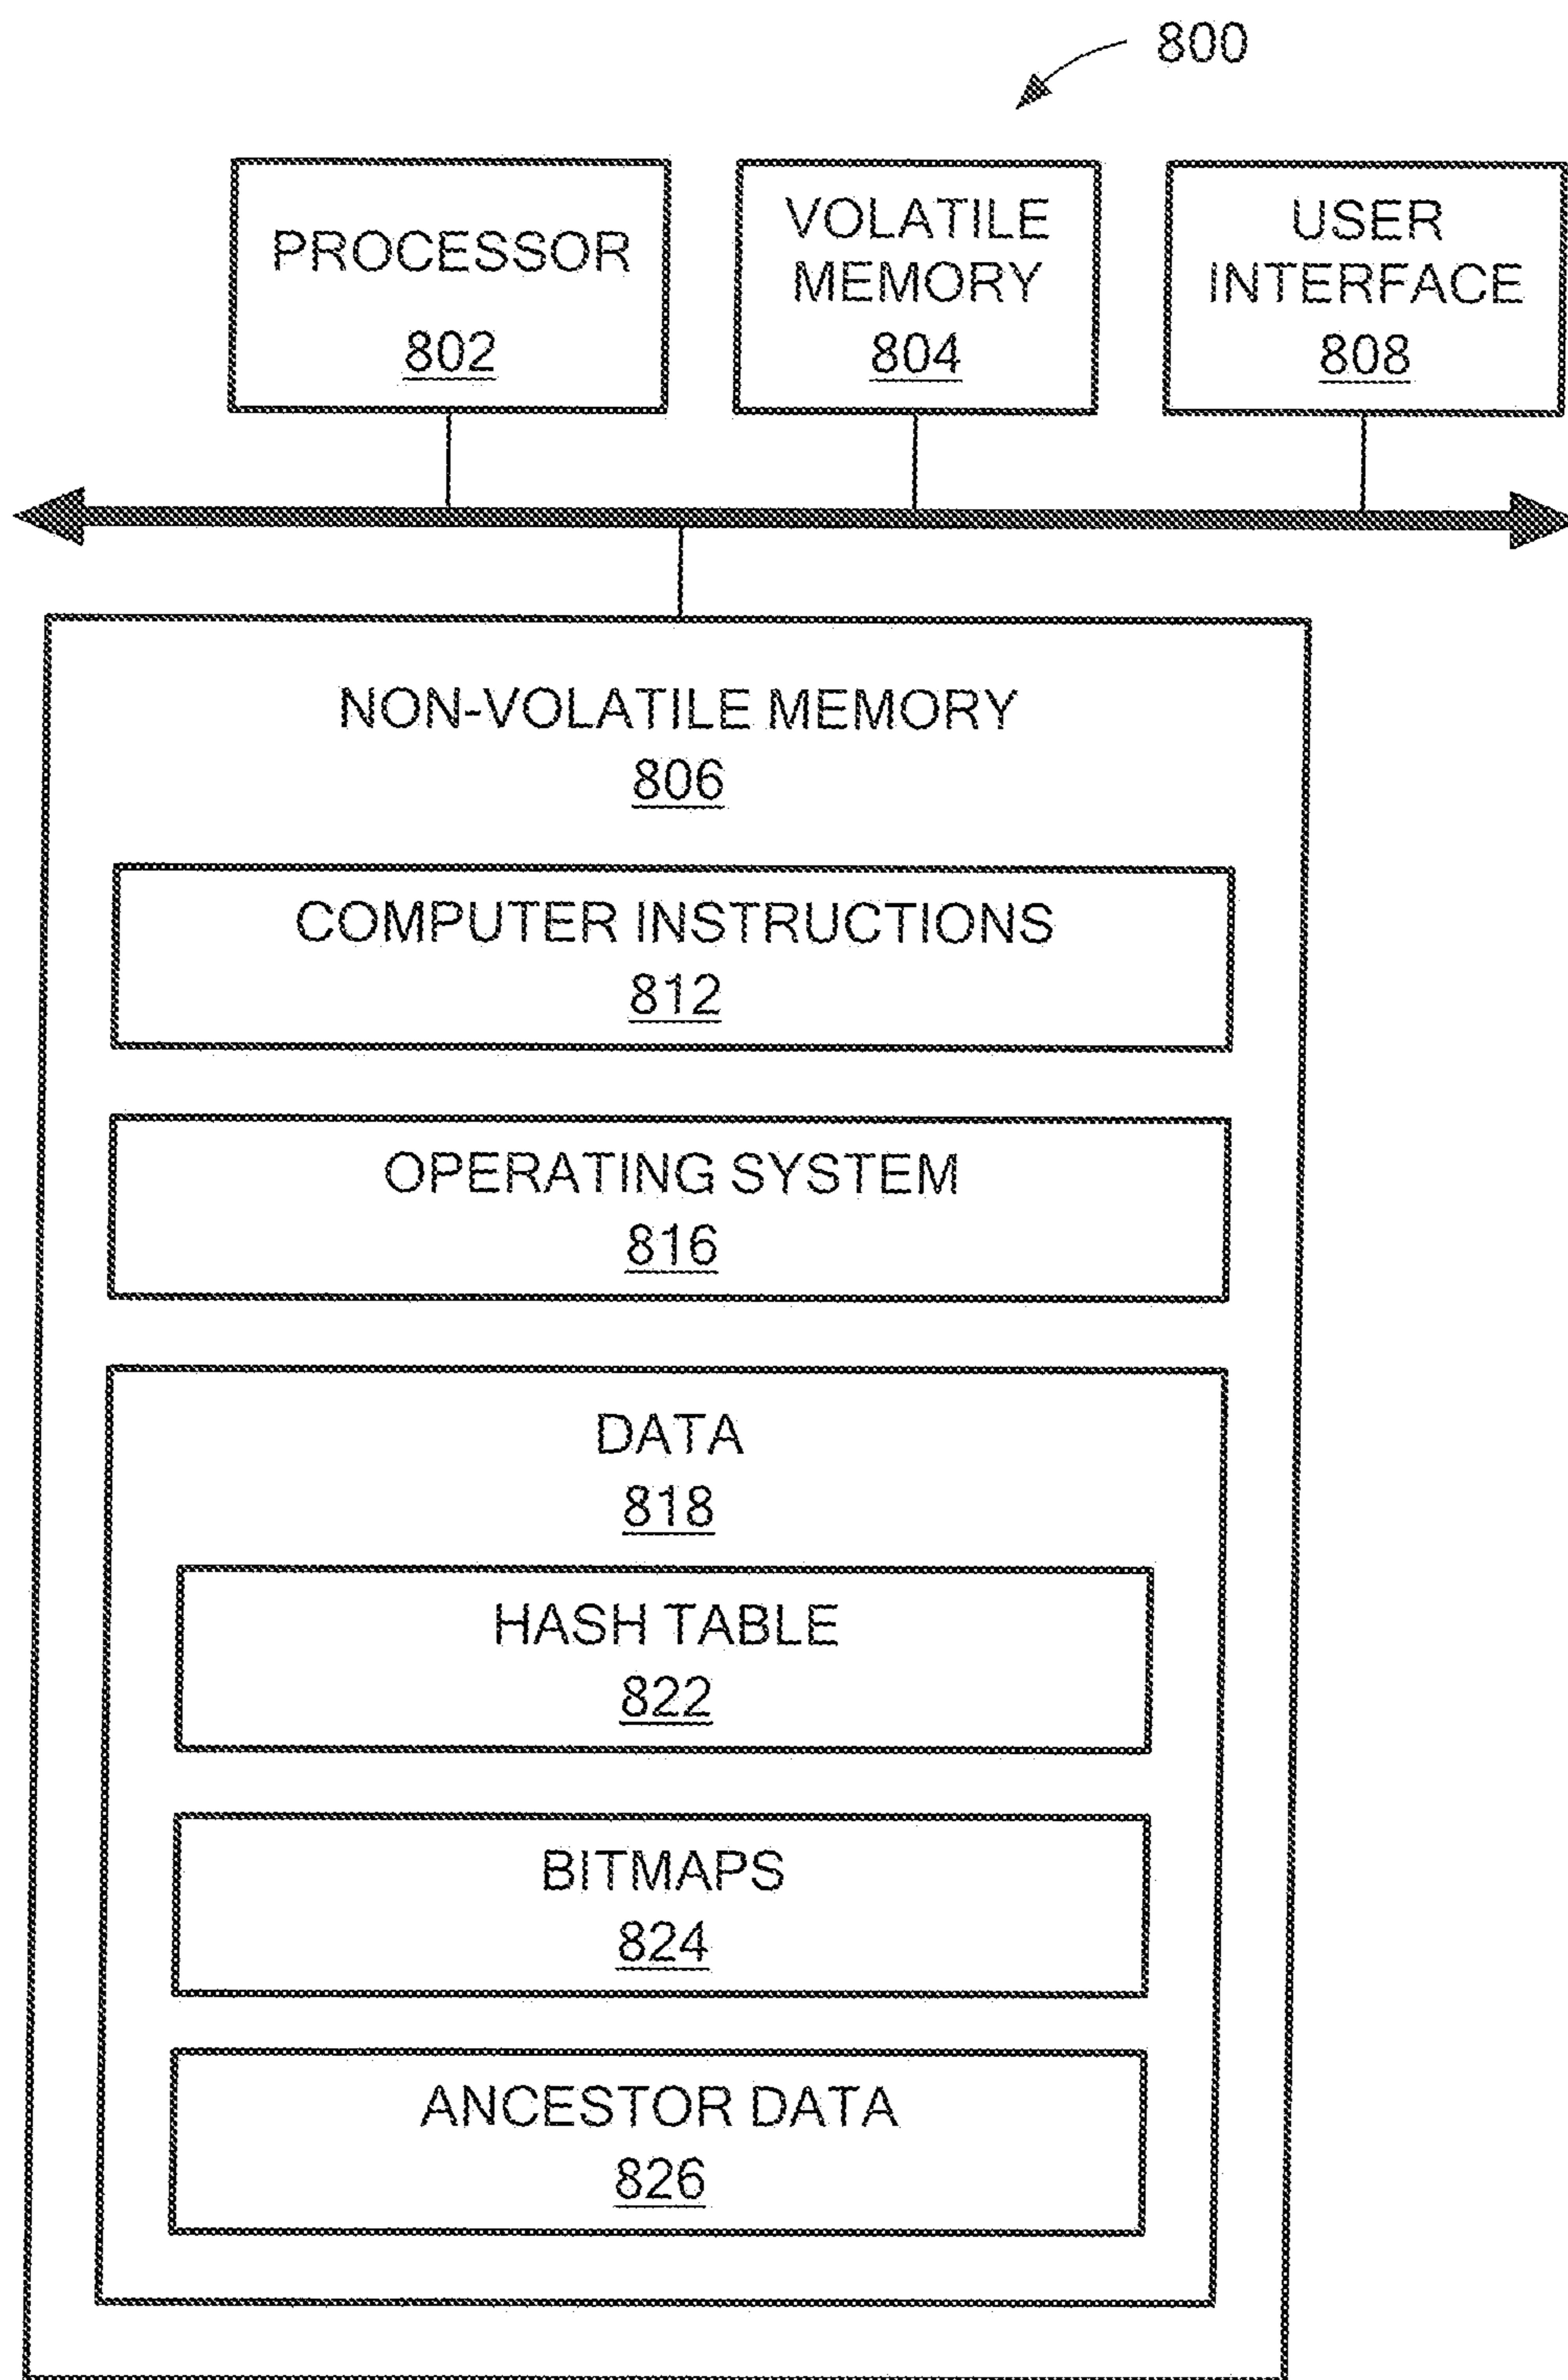 800
PROCESSOR
802
VOLATILE
MEMORY
804
USER
INTERFACE
808
NON-VOLATILE MEMORY
806
COMPUTER INSTRUCTIONS
812
OPERATING SYSTEM
816
DATA
818
HASH TABLE
822
BITMAPS
824
ANCESTOR DATA
826